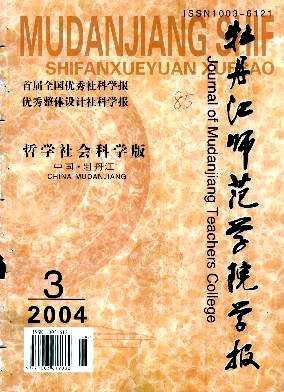 ISSN1003-6121
MUDANJIANG SHIF
SHIFANXUEYUAN XUEBAO
首届全国优秀社科学报
优秀整体设计社科学报
85
哲学社会科学版
中国·牡丹江
CHINA MUDANJIANG
牡丹江师范学院学报
Journal of Mudanjiang Teachers College
3
2004